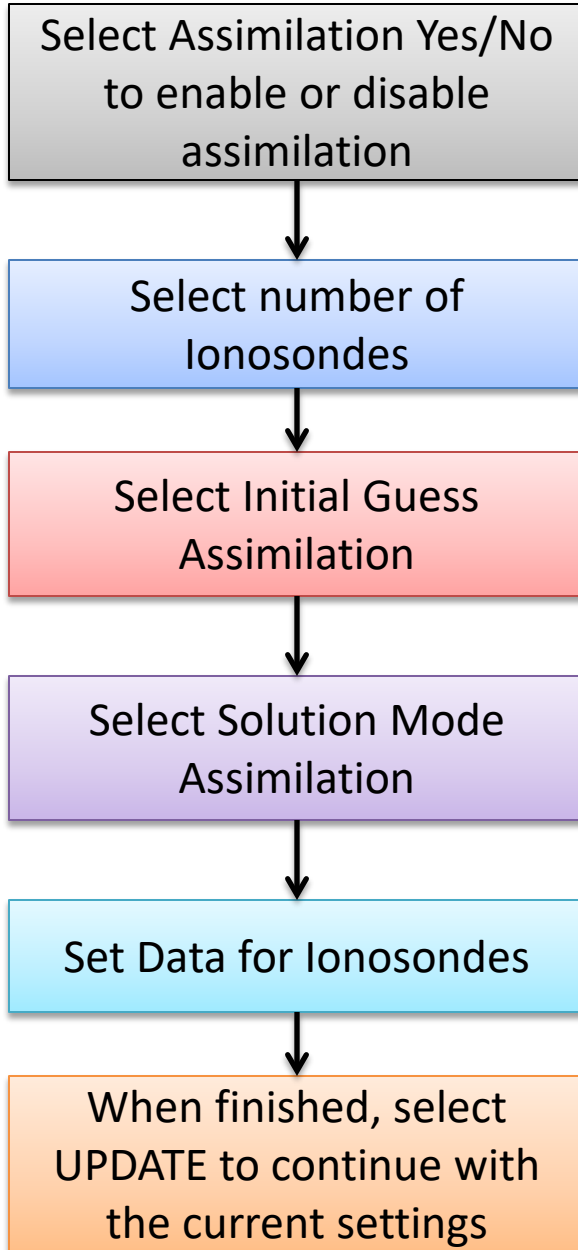 Select Assimilation Yes/No
to enable or disable
assimilation
Select number of
Ionosondes
Select Initial Guess
Assimilation
Select Solution Mode
Assimilation
Set Data for Ionosondes
When finished, select
UPDATE to continue with
the current settings